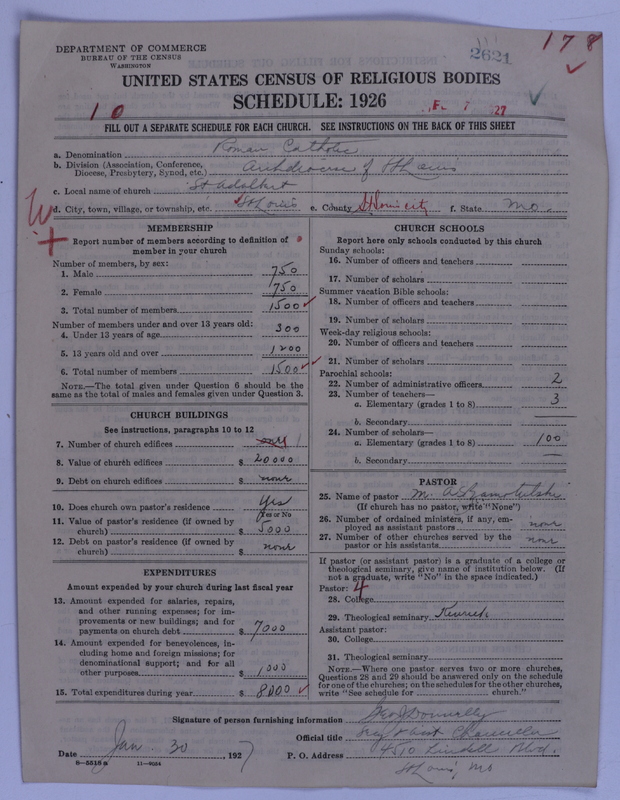 178
2621
DEPARTMENT OF COMMERCE
BUREAU OF THE CENSUS
WASHINGTON
UNITED STATES CENSUS OF RELIGIOUS BODIES
SCHEDULE: 1926
10
7 27
FILL OUT A SEPARATE SCHEDULE FOR EACH CHURCH. SEE INSTRUCTIONS ON THE BACK OF THIS SHEET
a. Denomination Roman Catholic
b. Division (Association, Conference, Diocese, Presbytery, Synod, etc.) Archdiocese of St Louis
c. Local name of church St Adalbert
d. City, town, village, or township, etc. St Louis e. County St Louis city f. State Mo.
MEMBERSHIP
Report number of members according to definition of member in your church
Number of members, by sex:
1. Male 750
2. Female 750
3. Total number of members 1500
Number of members under and over 13 years old:
4. Under 13 years of age 300
5. 13 years old and over 1200
6. Total number of members 1500
NOTE.—The total given under Question 6 should be the same as the total of males and females given under Question 3.
CHURCH BUILDINGS
See instructions, paragraphs 10 to 12
7. Number of church edifices 1
8. Value of church edifices $ 20000
9. Debt on church edifices $ none
10. Does church own pastor's residence Yes
Yes or No
11. Value of pastor's residence (if owned by church) $ 5000
12. Debt on pastor's residence (if owned by church) $ none
EXPENDITURES
Amount expended by your church during last fiscal year
13. Amount expended for salaries, repairs, and other running expenses; for improvements or new buildings; and for payments on church debt $ 7000
14. Amount expended for benevolences, including home and foreign missions; for denominational support; and for all other purposes $ 1000
15. Total expenditures during year $ 8000
CHURCH SCHOOLS
Report here only schools conducted by this church
Sunday schools:
16. Number of officers and teachers
17. Number of scholars
Summer vacation Bible schools:
18. Number of officers and teachers
19. Number of scholars
Week-day religious schools:
20. Number of officers and teachers
21. Number of scholars
Parochial schools:
22. Number of administrative officers 2
23. Number of teachers—
a. Elementary (grades 1 to 8) 3
b. Secondary
24. Number of scholars—
a. Elementary (grades 1 to 8) 100
b. Secondary —
PASTOR
25. Name of pastor M.
(If church has no pastor, write "None")
26. Number of ordained ministers, if any, employed as assistant pastors none
27. Number of other churches served by the pastor or his assistants none
If pastor (or assistant pastor) is a graduate of a college or theological seminary, give name of institution below. (If not a graduate, write "No" in the space indicated.)
Pastor: 4
28. College
29. Theological seminary Kenrick
Assistant pastor:
30. College
31. Theological seminary
NOTE.—Where one pastor serves two or more churches, Questions 28 and 29 should be answered only on the schedule for one of the churches; on the schedules for the other churches, write "See schedule for church."
Signature of person furnishing information Geo J Donnelly
Official title Chancellor
Date Jan. 30 1927 P. O. Address 4510 Lindell Blvd.
St Louis, Mo
8-5518a 11-9054